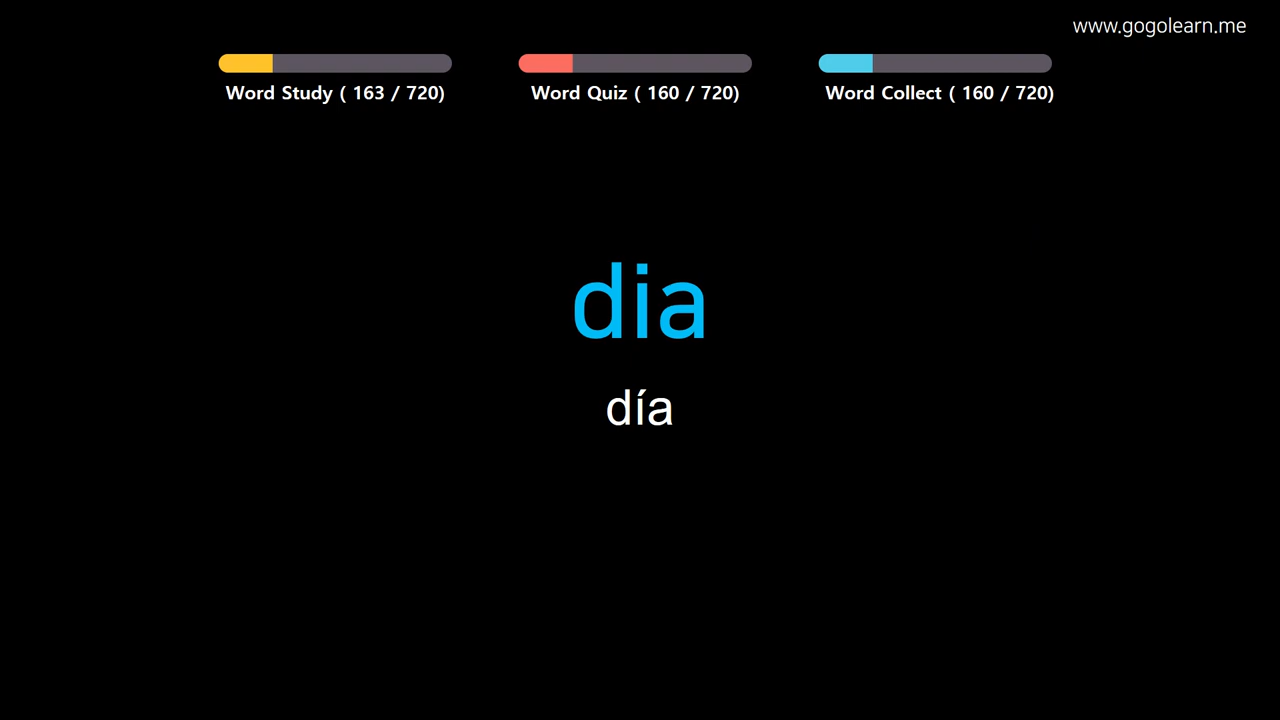 www.gogolearn.me
Word Study ( 163 / 720)
Word Quiz ( 160 / 720)
Word Collect ( 160 / 720)
dia
día